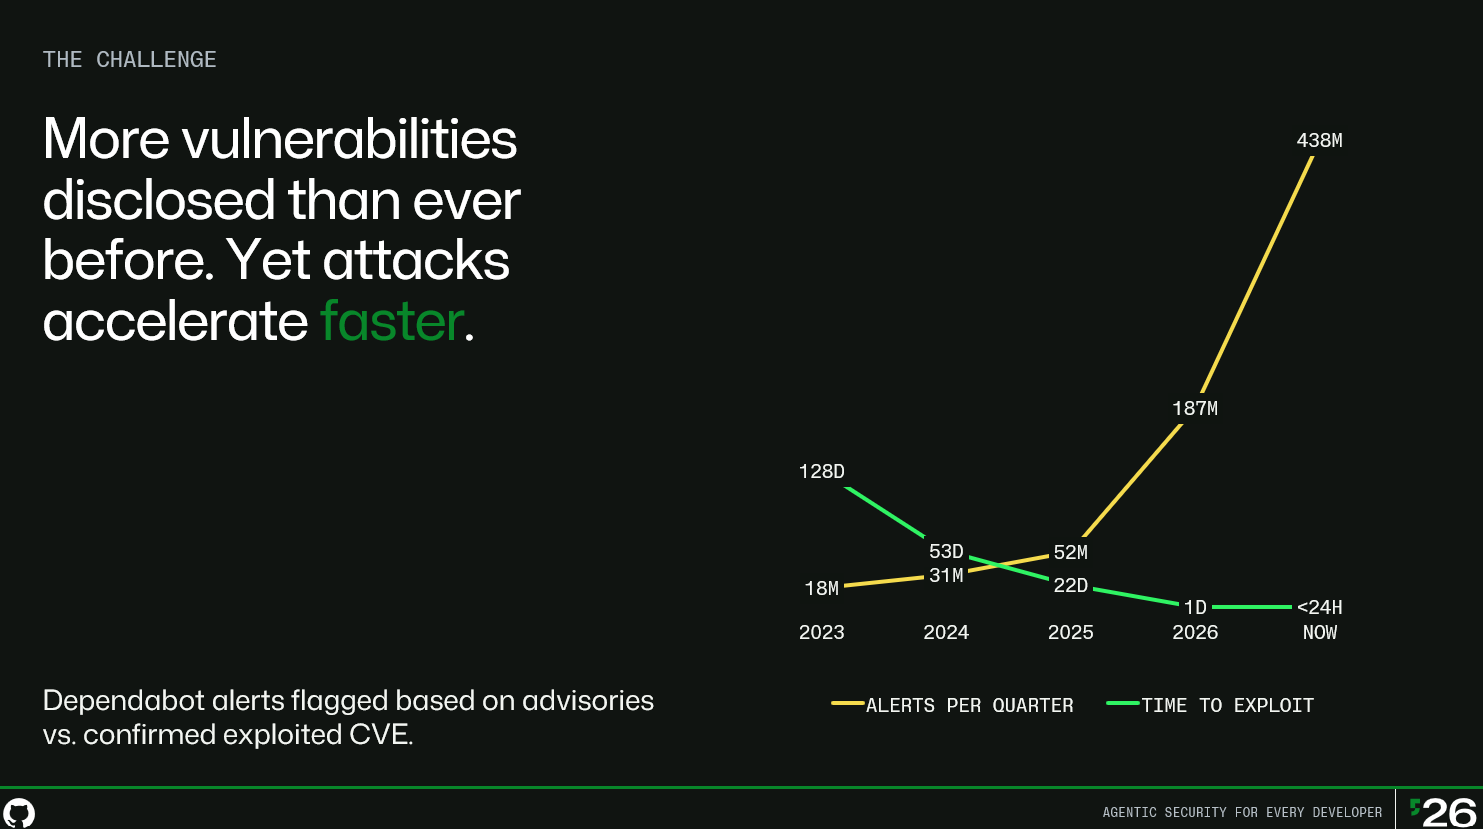 THE CHALLENGE
More vulnerabilities
disclosed than ever
before. Yet attacks
accelerate faster.
438M
187M
128D
53D
52M
31M
18M
22D
1D
<24H
2023
2024
2025
2026
NOW
ALERTS PER QUARTER
TIME TO EXPLOIT
Dependabot alerts flagged based on advisories
vs. confirmed exploited CVE.
AGENTIC SECURITY FOR EVERY DEVELOPER
'26